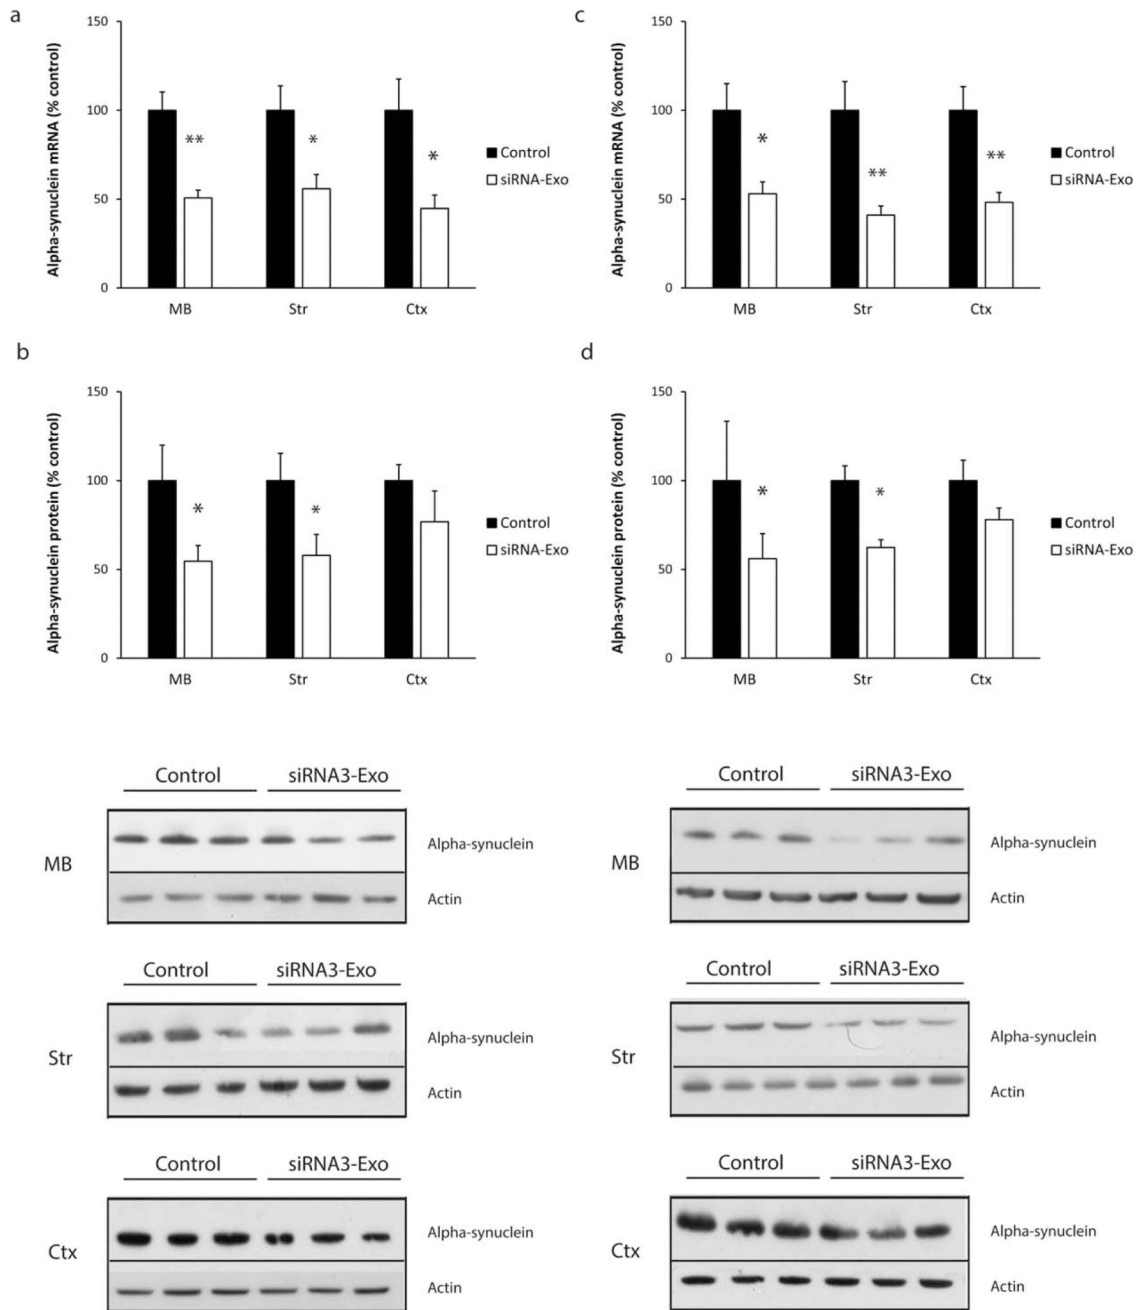 a
Alpha-synuclein mRNA (% control)
150
100
50
0
**
*
*
MB Str Ctx
Control
siRNA-Exo
c
Alpha-synuclein mRNA (% control)
150
100
50
0
*
**
**
MB Str Ctx
Control
siRNA-Exo
b
Alpha-synuclein protein (% control)
150
100
50
0
*
*
MB Str Ctx
Control
siRNA-Exo
d
Alpha-synuclein protein (% control)
150
100
50
0
*
*
MB Str Ctx
Control
siRNA-Exo
Control siRNA3-Exo
MB
Alpha-synuclein
Actin
Control siRNA3-Exo
Str
Alpha-synuclein
Actin
Control siRNA3-Exo
Ctx
Alpha-synuclein
Actin
Control siRNA3-Exo
MB
Alpha-synuclein
Actin
Control siRNA3-Exo
Str
Alpha-synuclein
Actin
Control siRNA3-Exo
Ctx
Alpha-synuclein
Actin